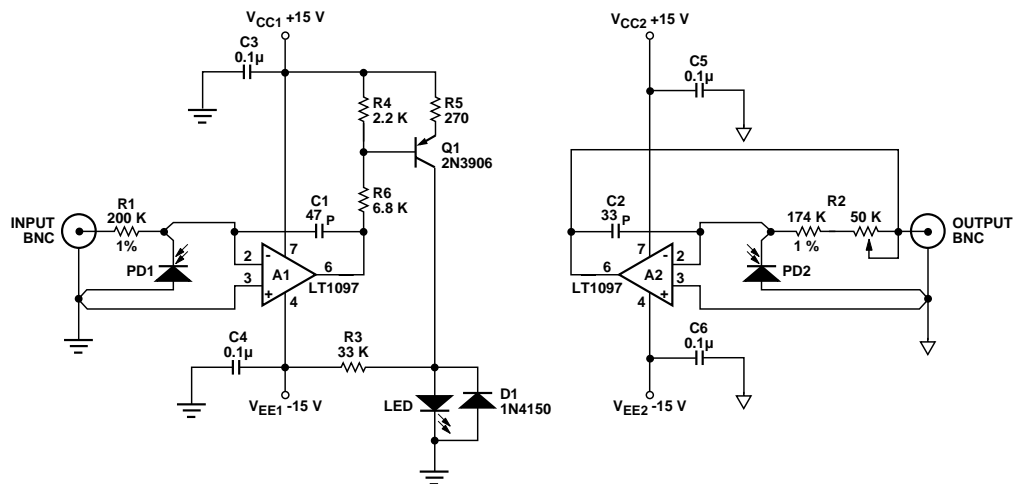 VCC1 +15 V
VCC2 +15 V
C3
0.1µ
C5
0.1µ
R4
2.2 K
R5
270
Q1
2N3906
R6
6.8 K
INPUT
BNC
R1
200 K
1%
C1
47 P
PD1
2
3
7
-
+
A1
6
4
LT1097
C2
33 P
R2
174 K
1 %
50 K
OUTPUT
BNC
7
6
A2
-
+
2
3
4
LT1097
PD2
C4
0.1µ
R3
33 K
C6
0.1µ
VEE1 -15 V
LED
D1
1N4150
VEE2 -15 V